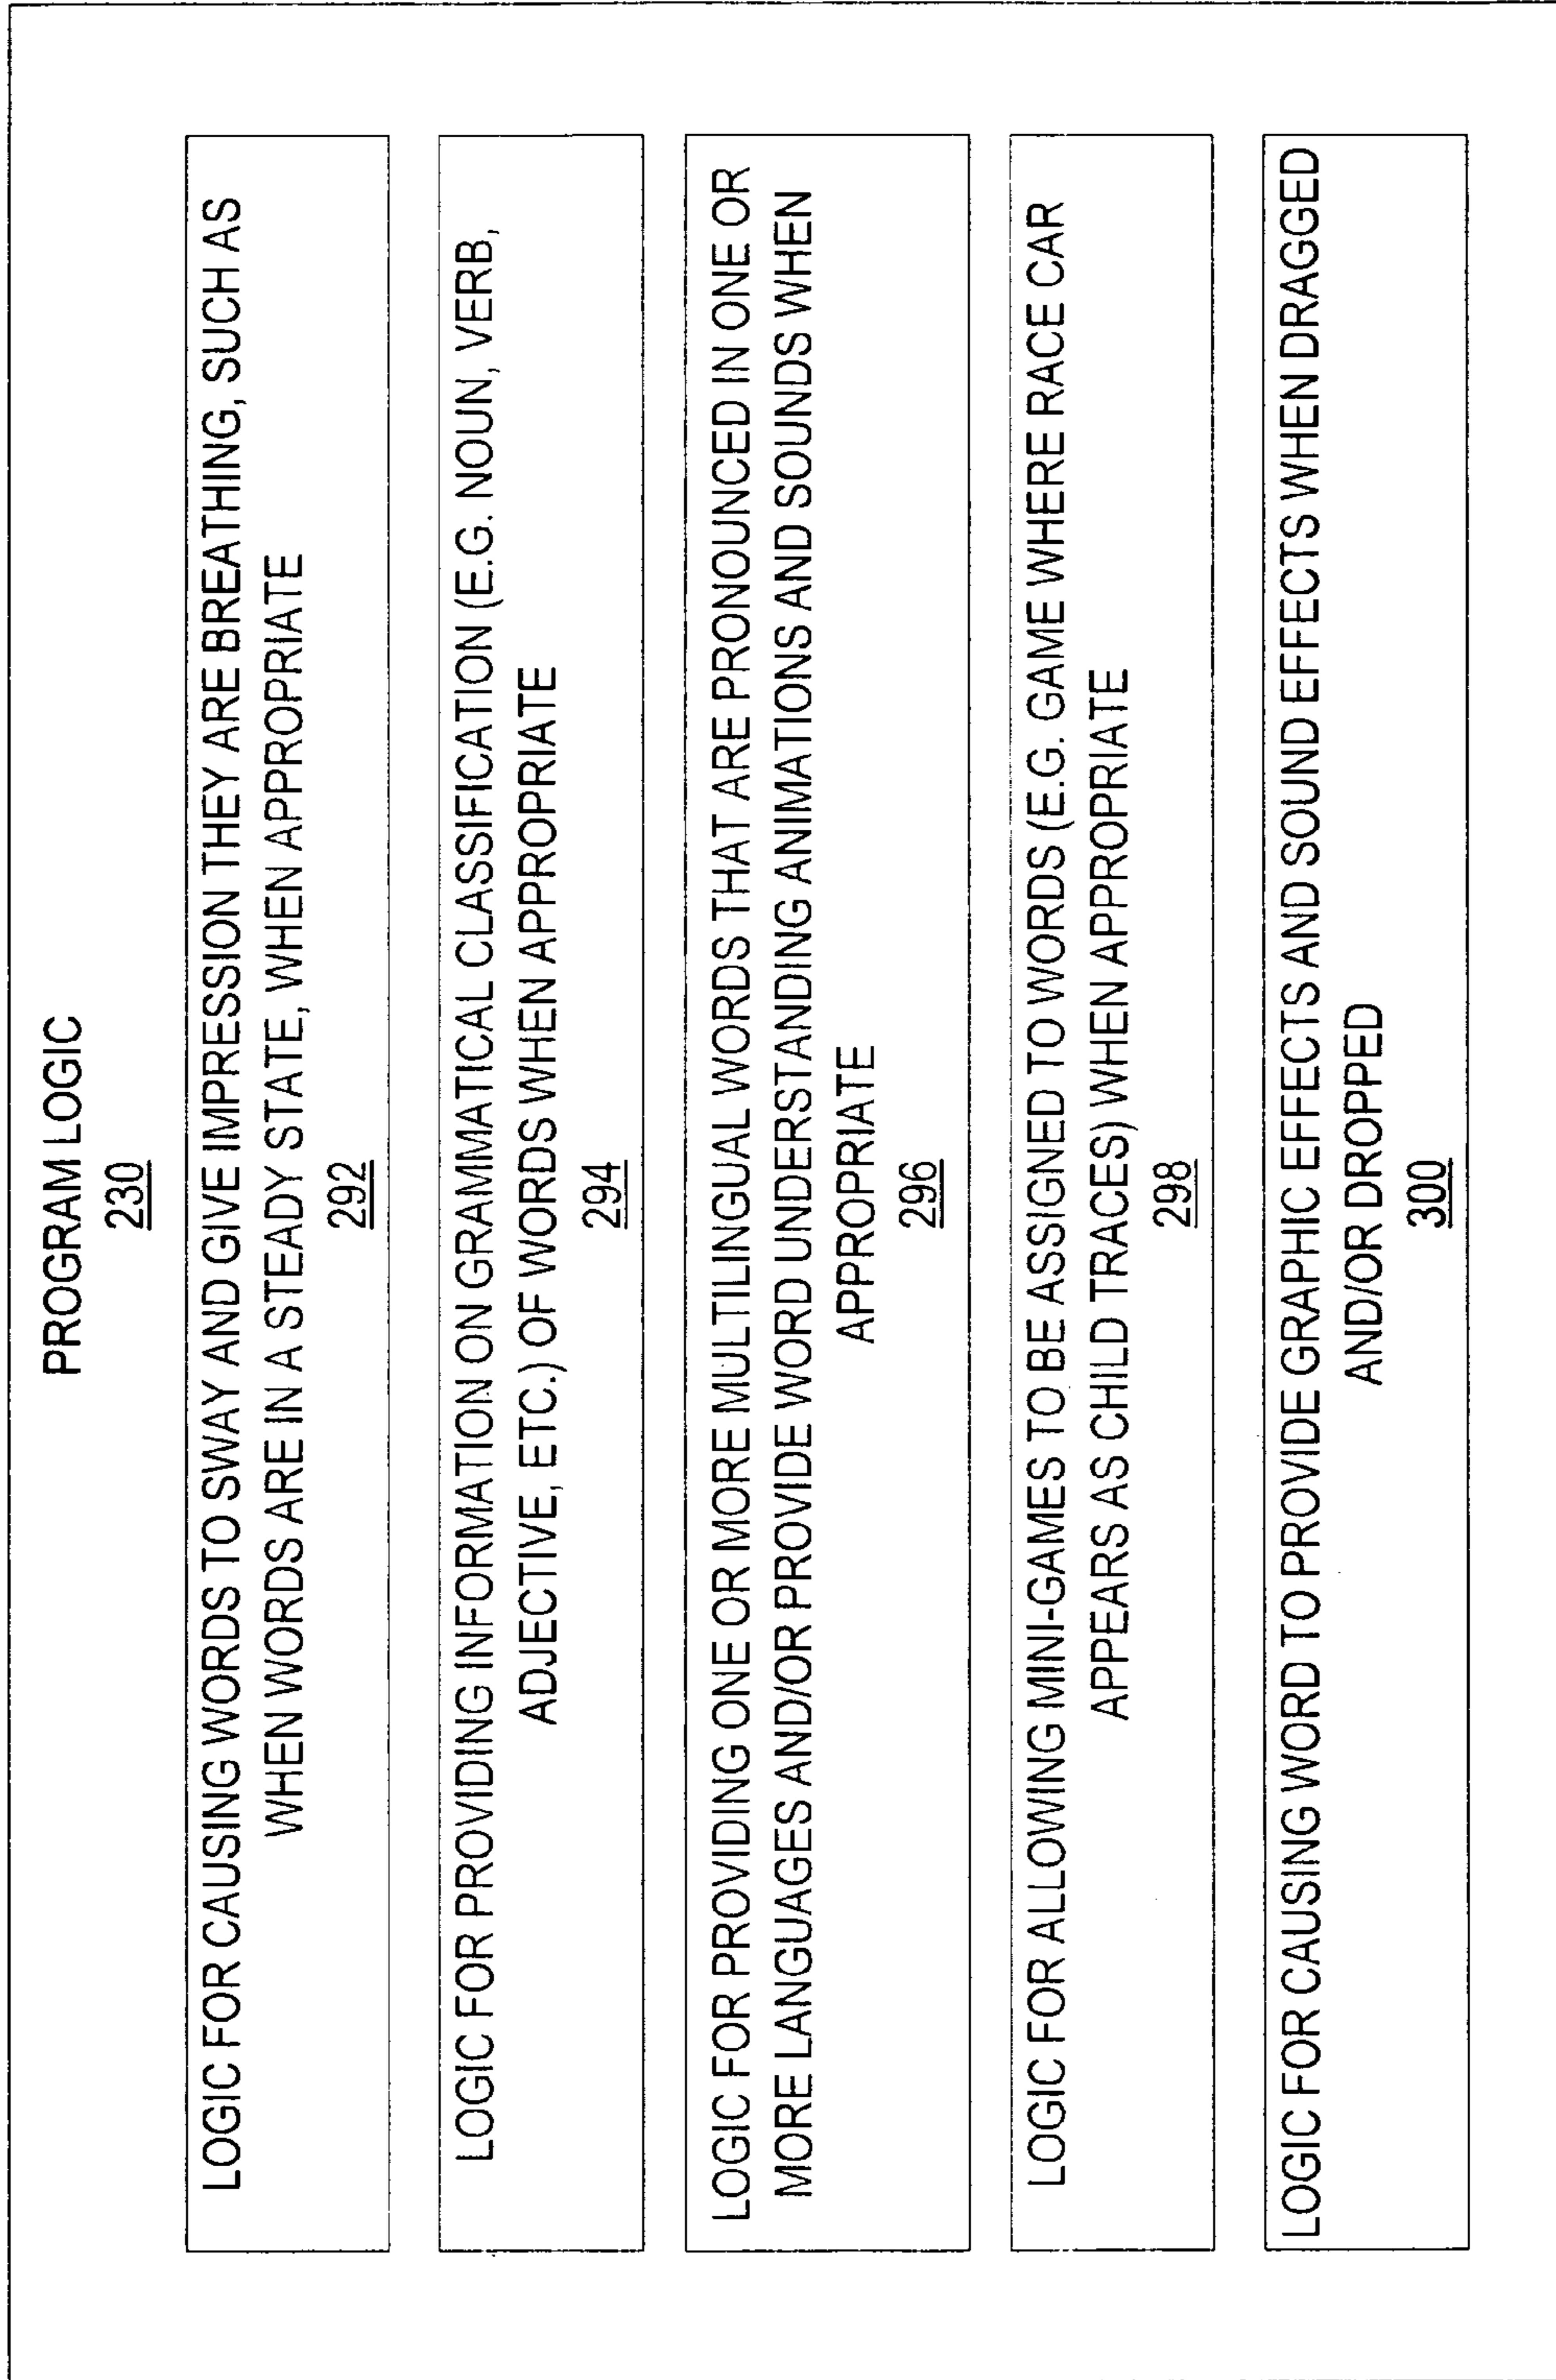 PROGRAM LOGIC
230
LOGIC FOR CAUSING WORDS TO SWAY AND GIVE IMPRESSION THEY ARE BREATHING, SUCH AS
WHEN WORDS ARE IN A STEADY STATE, WHEN APPROPRIATE
292
LOGIC FOR PROVIDING INFORMATION ON GRAMMATICAL CLASSIFICATION (E.G. NOUN, VERB,
ADJECTIVE, ETC.) OF WORDS WHEN APPROPRIATE
294
LOGIC FOR PROVIDING ONE OR MORE MULTILINGUAL WORDS THAT ARE PRONOUNCED IN ONE OR
MORE LANGUAGES AND/OR PROVIDE WORD UNDERSTANDING ANIMATIONS AND SOUNDS WHEN
APPROPRIATE
296
LOGIC FOR ALLOWING MINI-GAMES TO BE ASSIGNED TO WORDS (E.G. GAME WHERE RACE CAR
APPEARS AS CHILD TRACES) WHEN APPROPRIATE
298
LOGIC FOR CAUSING WORD TO PROVIDE GRAPHIC EFFECTS AND SOUND EFFECTS WHEN DRAGGED
AND/OR DROPPED
300